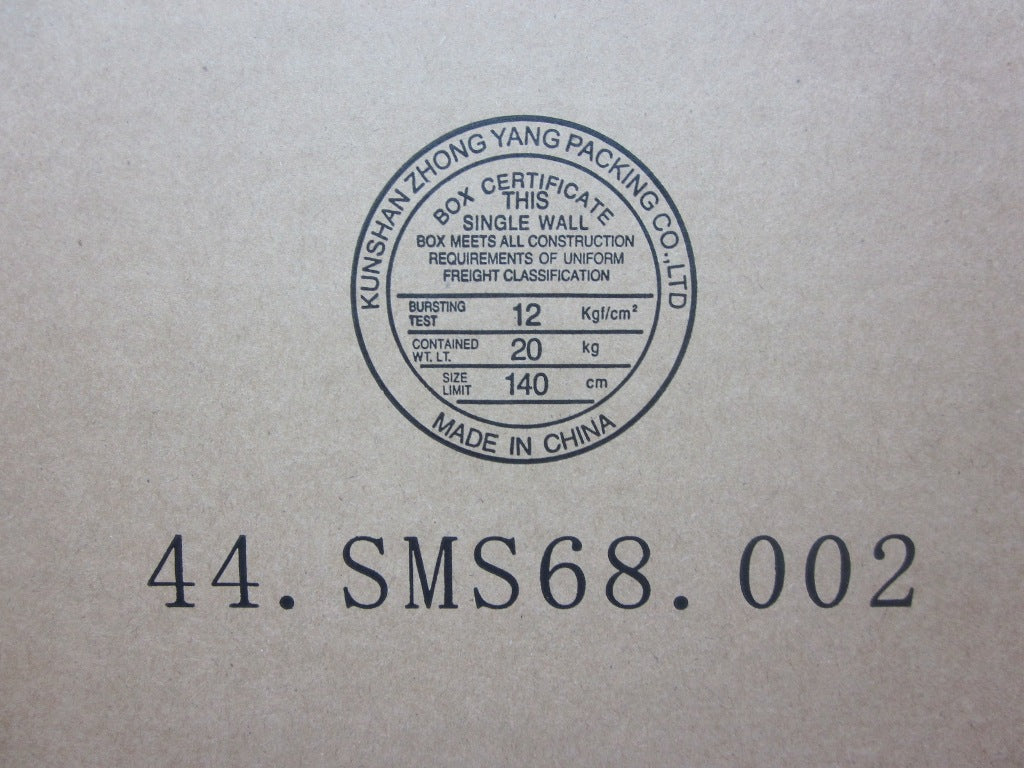 KUNSHAN ZHONG YANG PACKING CO.,LTD
BOX CERTIFICATE
THIS
SINGLE WALL
BOX MEETS ALL CONSTRUCTION
REQUIREMENTS OF UNIFORM
FREIGHT CLASSIFICATION
BURSTING TEST 12 Kgf/cm²
CONTAINED WT. LT. 20 kg
SIZE LIMIT 140 cm
MADE IN CHINA
44.SMS68.002